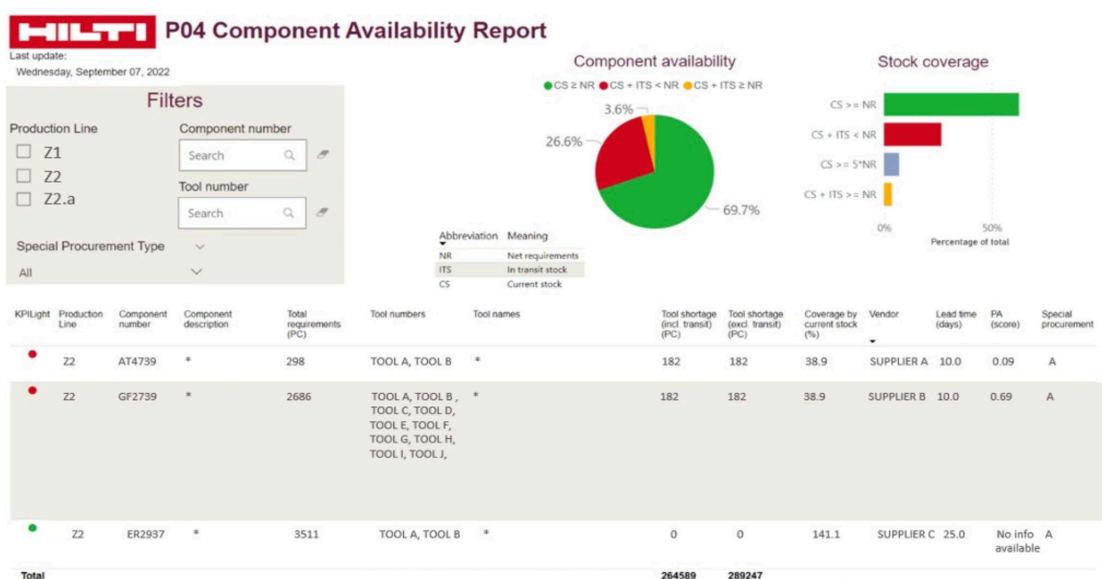 HILTI P04 Component Availability Report
Last update:
Wednesday, September 07, 2022
Filters
Production Line
Z1
Z2
Z2.a
Component number
Search
Tool number
Search
Special Procurement Type
All
Component availability
CS ≥ NR CS + ITS < NR CS + ITS ≥ NR
3.6%
26.6%
69.7%
Abbreviation Meaning
NR Net requirements
ITS In transit stock
CS Current stock
Stock coverage
CS >= NR
CS + ITS < NR
CS >= 5*NR
CS + ITS >= NR
0% 50%
Percentage of total
KPILight Production Component Component Total Tool numbers Tool names Tool shortage Tool shortage Coverage by Vendor Lead time PA Special
Line number description requirements (incl. transit) (excl. transit) current stock (days) (score) procurement
(PC) (PC) (PC) (%)
Z2 AT4739 * 298 TOOL A, TOOL B * 182 182 38.9 SUPPLIER A 10.0 0.09 A
Z2 GF2739 * 2686 TOOL A, TOOL B , * 182 182 38.9 SUPPLIER B 10.0 0.69 A
TOOL C, TOOL D,
TOOL E, TOOL F,
TOOL G, TOOL H,
TOOL I, TOOL J,
Z2 ER2937 * 3511 TOOL A, TOOL B * 0 0 141.1 SUPPLIER C 25.0 No info A
available
Total 264589 289247